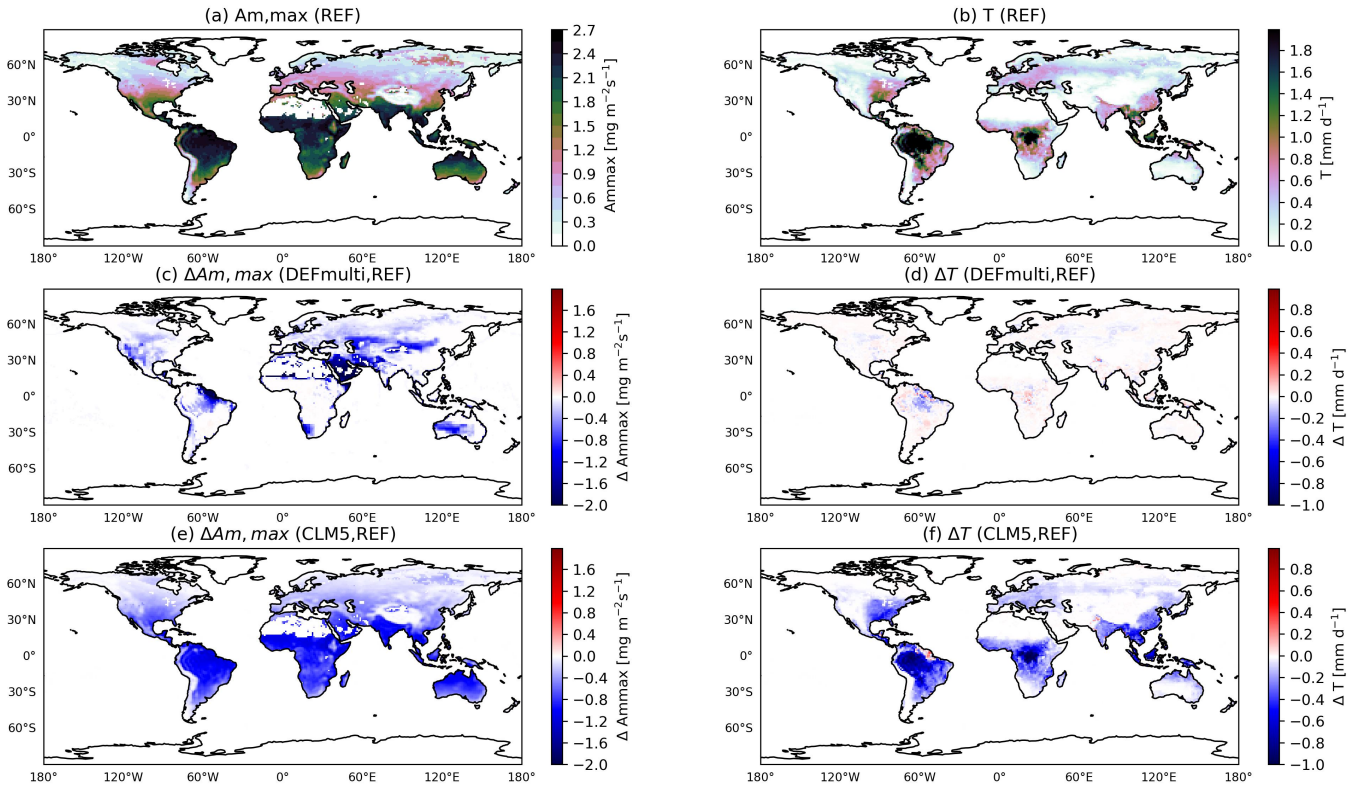 (a) Am,max (REF)
60°N
30°N
0°
30°S
60°S
180° 120°W 60°W 0° 60°E 120°E 180°
2.7
2.4
2.1
1.8
1.5
1.2
0.9
0.6
0.3
0.0
Ammax [mg m⁻²s⁻¹]
(b) T (REF)
60°N
30°N
0°
30°S
60°S
180° 120°W 60°W 0° 60°E 120°E 180°
1.8
1.6
1.4
1.2
1.0
0.8
0.6
0.4
0.2
0.0
T [mm d⁻¹]
(c) ΔAm, max (DEFmulti,REF)
60°N
30°N
0°
30°S
60°S
180° 120°W 60°W 0° 60°E 120°E 180°
1.6
1.2
0.8
0.4
0.0
−0.4
−0.8
−1.2
−1.6
−2.0
Δ Ammax [mg m⁻²s⁻¹]
(d) ΔT (DEFmulti,REF)
60°N
30°N
0°
30°S
60°S
180° 120°W 60°W 0° 60°E 120°E 180°
0.8
0.6
0.4
0.2
0.0
−0.2
−0.4
−0.6
−0.8
−1.0
Δ T [mm d⁻¹]
(e) ΔAm, max (CLM5,REF)
60°N
30°N
0°
30°S
60°S
180° 120°W 60°W 0° 60°E 120°E 180°
1.6
1.2
0.8
0.4
0.0
−0.4
−0.8
−1.2
−1.6
−2.0
Δ Ammax [mg m⁻²s⁻¹]
(f) ΔT (CLM5,REF)
60°N
30°N
0°
30°S
60°S
180° 120°W 60°W 0° 60°E 120°E 180°
0.8
0.6
0.4
0.2
0.0
−0.2
−0.4
−0.6
−0.8
−1.0
Δ T [mm d⁻¹]